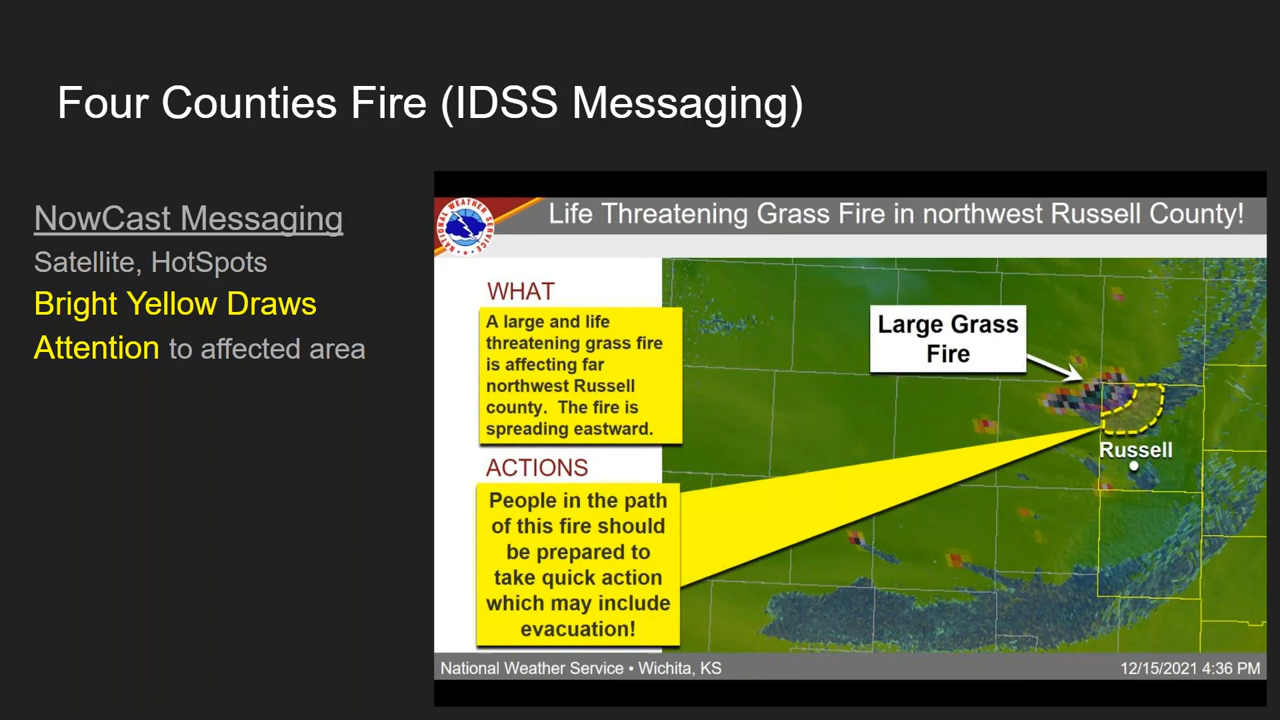 Four Counties Fire (IDSS Messaging)
NowCast Messaging
Satellite, HotSpots
Bright Yellow Draws
Attention to affected area
NATIONAL WEATHER SERVICE
Life Threatening Grass Fire in northwest Russell County!
WHAT
A large and life
threatening grass fire
is affecting far
northwest Russell
county. The fire is
spreading eastward.
ACTIONS
People in the path
of this fire should
be prepared to
take quick action
which may include
evacuation!
Large Grass
Fire
Russell
National Weather Service • Wichita, KS
12/15/2021 4:36 PM